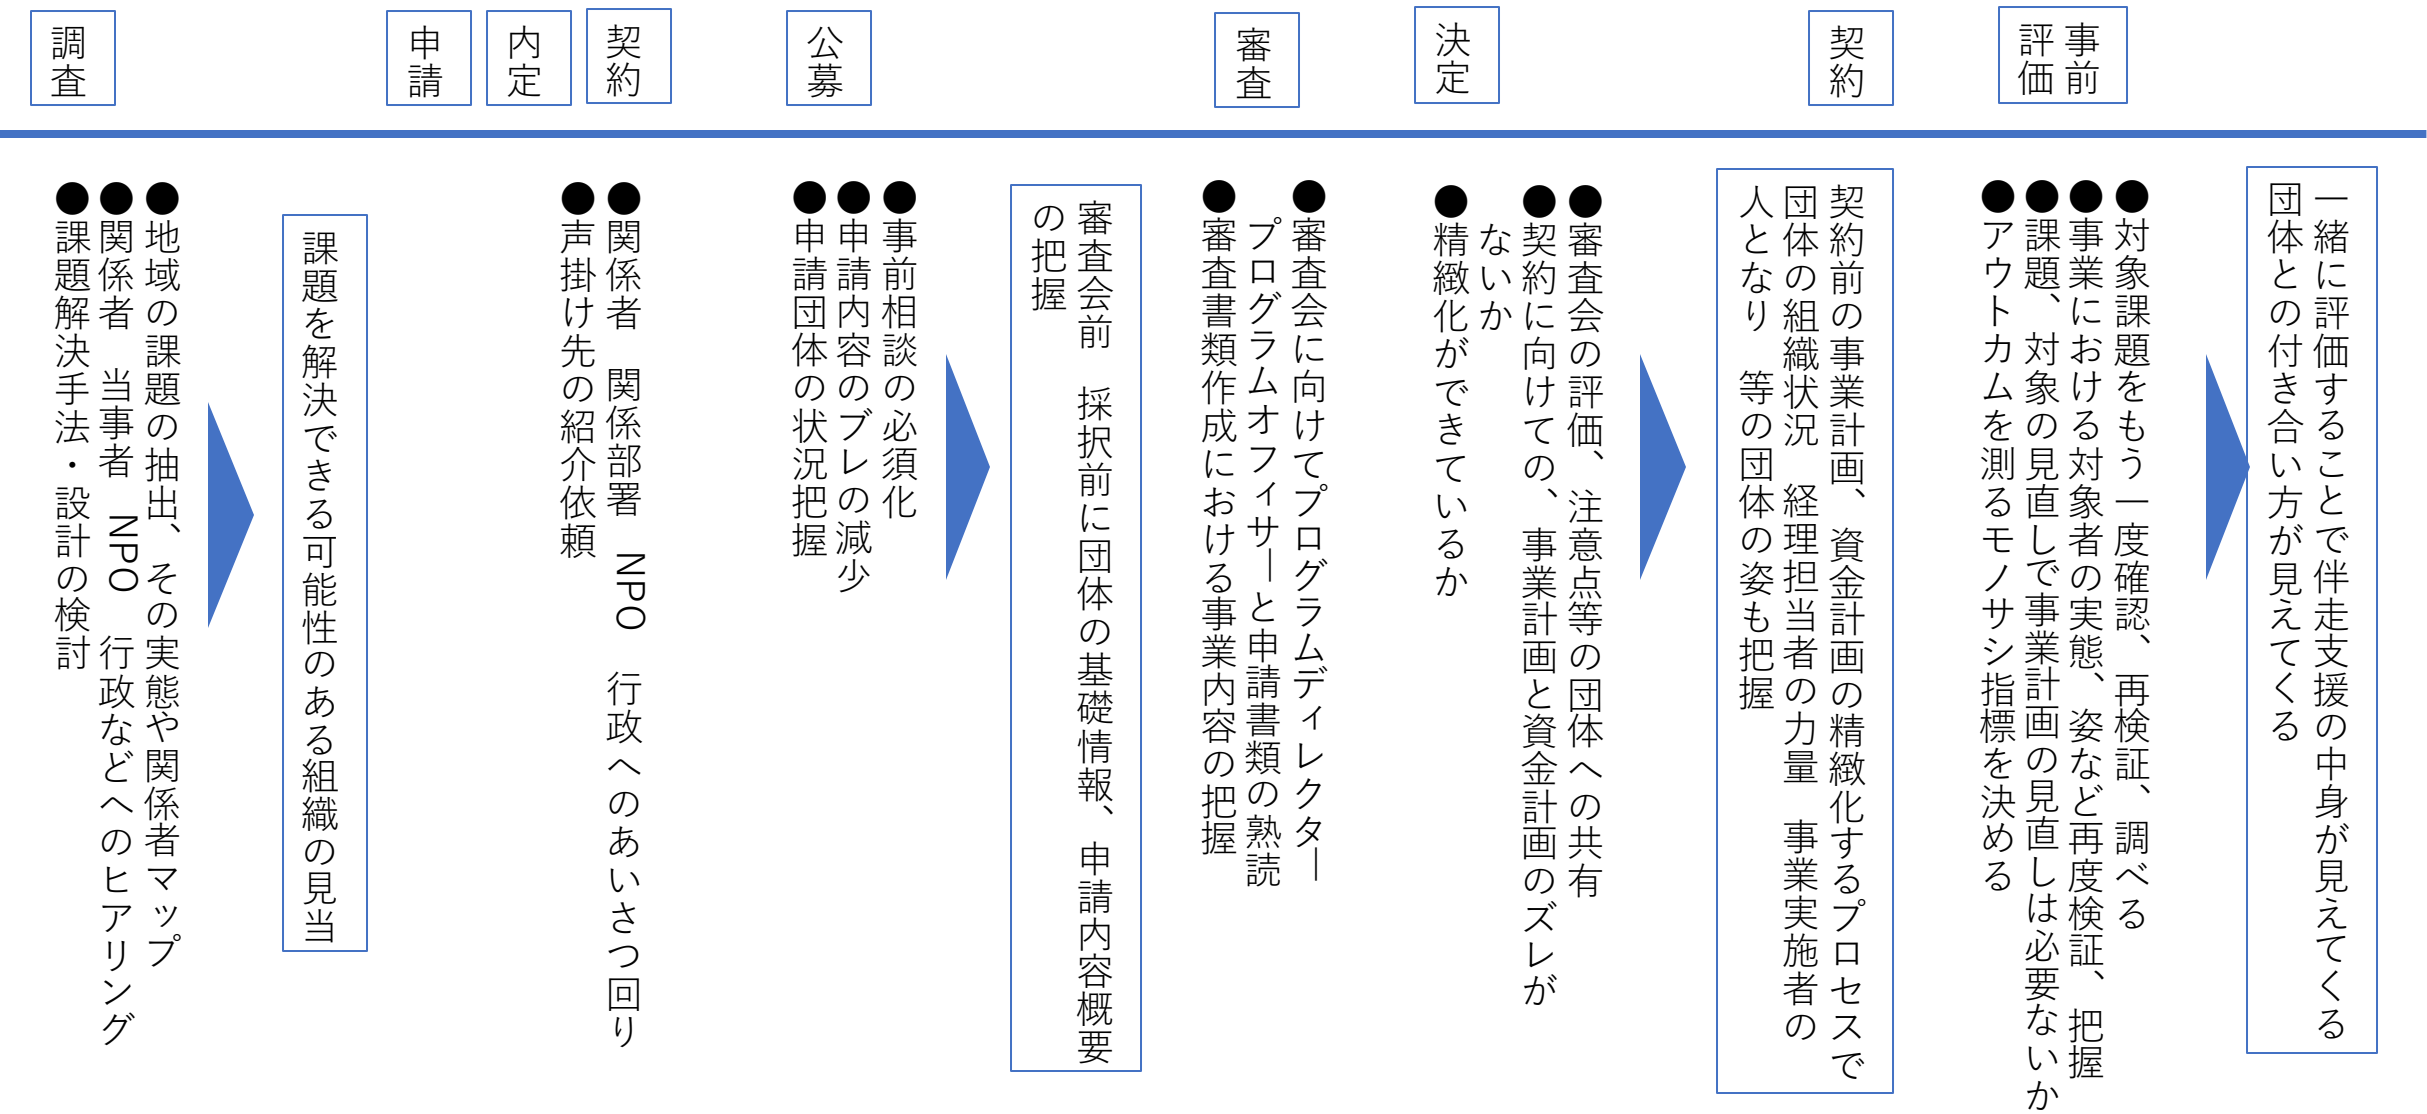 調査
申請
内定
契約
公募
審査
決定
契約
事前
評価
●地域の課題の抽出、その実態や関係者マップ
●関係者　当事者　NPO　行政などへのヒアリング
●課題解決手法・設計の検討
課題を解決できる可能性のある組織の見当
●関係者　関係部署　NPO　行政へのあいさつ回り
●声掛け先の紹介依頼
●事前相談の必須化
●申請内容のブレの減少
●申請団体の状況把握
審査会前　採択前に団体の基礎情報、申請内容概要
の把握
●審査会に向けてプログラムディレクター
プログラムオフィサーと申請書類の熟読
●審査書類作成における事業内容の把握
●審査会の評価、注意点等の団体への共有
●契約に向けての、事業計画と資金計画のズレが
ないか
●精緻化ができているか
契約前の事業計画、資金計画の精緻化するプロセスで
団体の組織状況　経理担当者の力量　事業実施者の
人となり　等の団体の姿も把握
●対象課題をもう一度確認、再検証、調べる
●事業における対象者の実態、姿など再度検証、把握
●課題、対象の見直しで事業計画の見直しは必要ないか
●アウトカムを測るモノサシ指標を決める
一緒に評価することで伴走支援の中身が見えてくる
団体との付き合い方が見えてくる